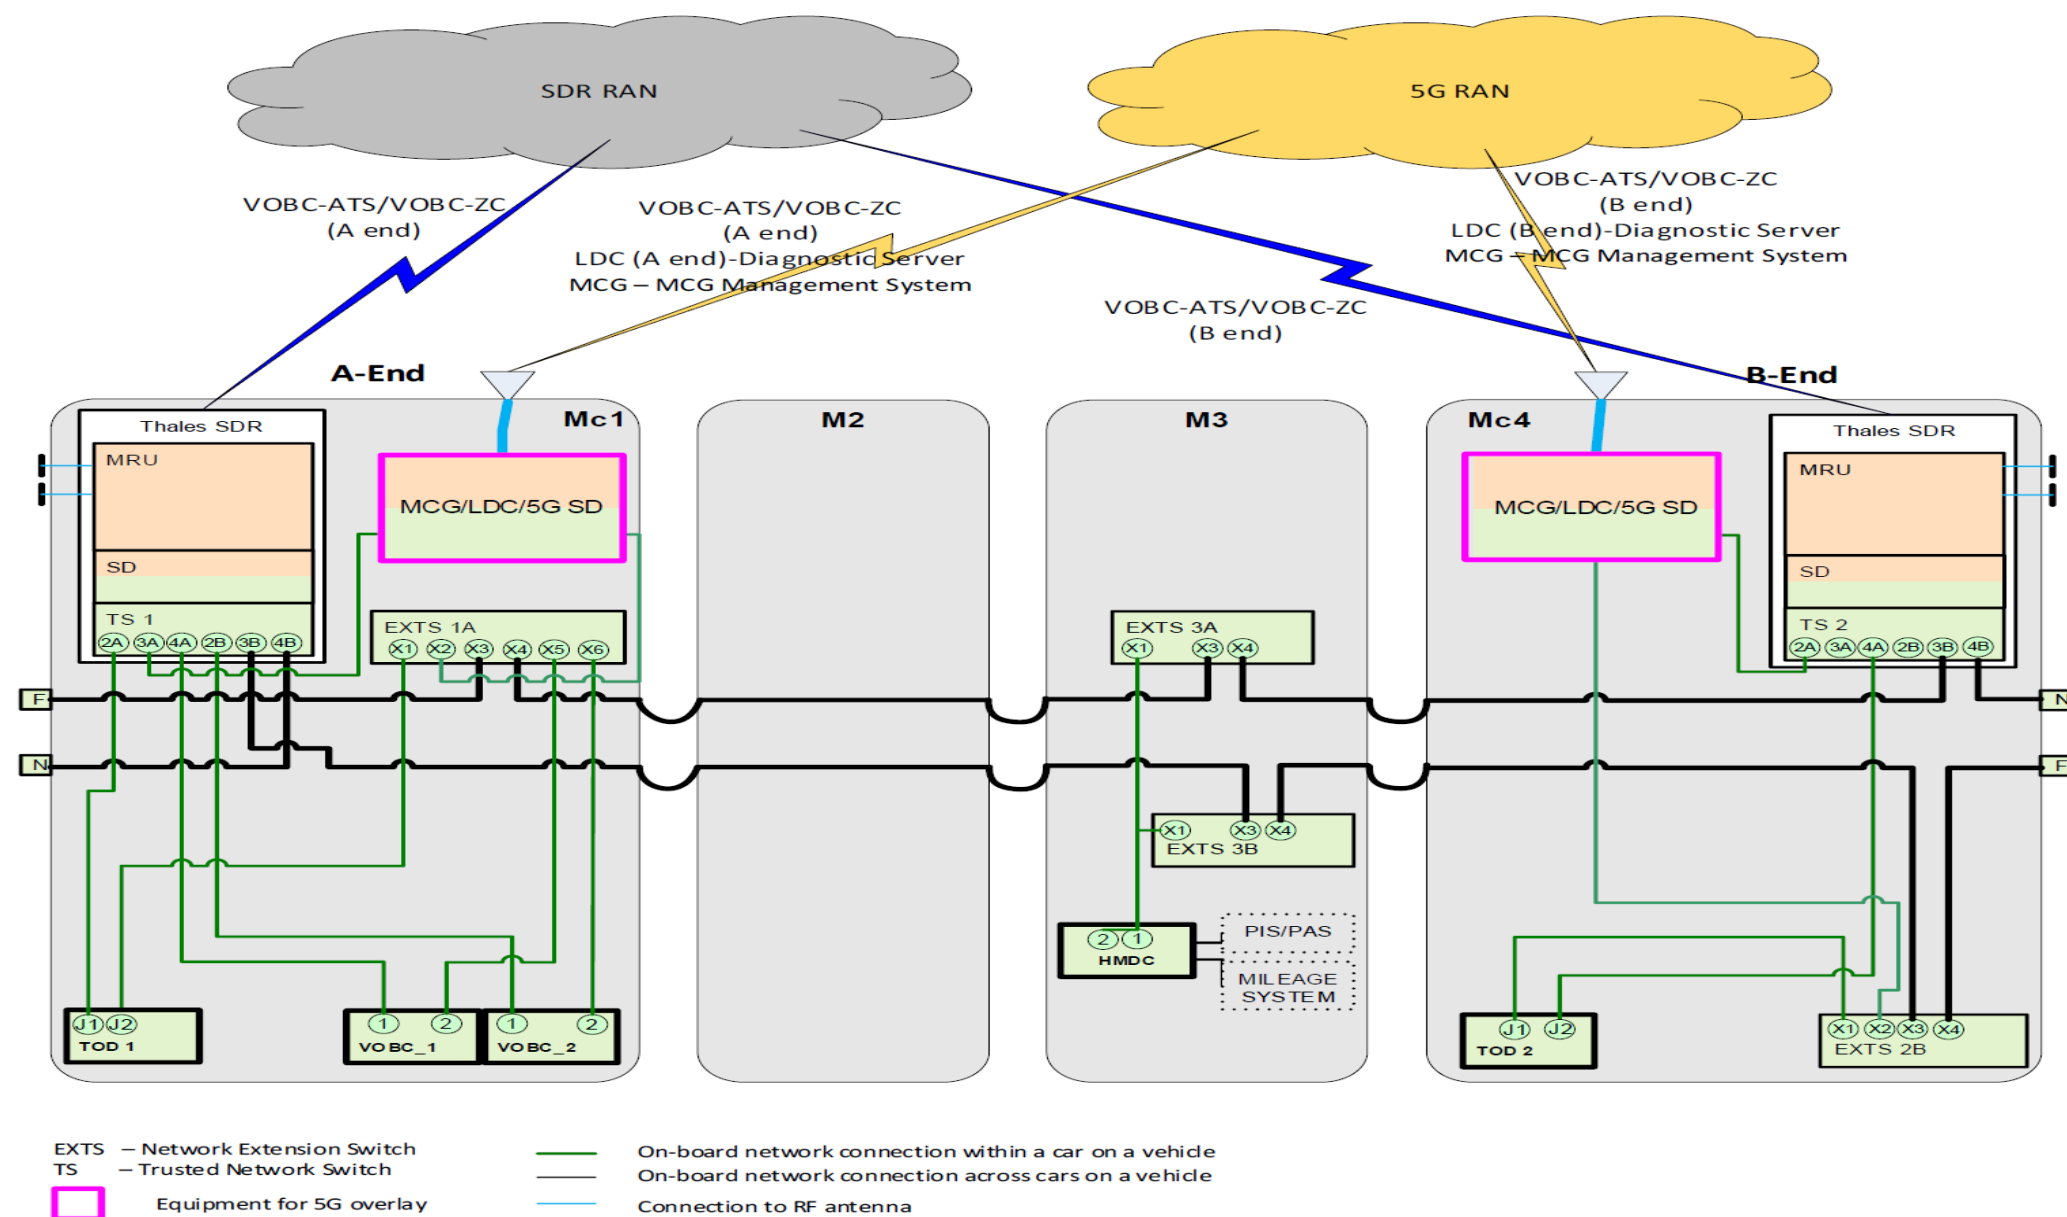 SDR RAN
5G RAN
VOBC-ATS/VOBC-ZC
(A end)
VOBC-ATS/VOBC-ZC
(A end)
LDC (A end)-Diagnostic Server
MCG – MCG Management System
VOBC-ATS/VOBC-ZC
(B end)
LDC (B end)-Diagnostic Server
MCG – MCG Management System
VOBC-ATS/VOBC-ZC
(B end)
A-End
B-End
Mc1
Thales SDR
MRU
SD
TS 1
2A 3A 4A 2B 3B 4B
MCG/LDC/5G SD
EXTS 1A
X1 X2 X3 X4 X5 X6
F
N
J1 J2
TOD 1
1 2
VOBC_1
1 2
VOBC_2
M2
M3
EXTS 3A
X1 X3 X4
X1 X3 X4
EXTS 3B
2 1
HMDC
PIS/PAS
MILEAGE
SYSTEM
Mc4
MCG/LDC/5G SD
Thales SDR
MRU
SD
TS 2
2A 3A 4A 2B 3B 4B
N
F
J1 J2
TOD 2
X1 X2 X3 X4
EXTS 2B
EXTS – Network Extension Switch
TS – Trusted Network Switch
Equipment for 5G overlay
On-board network connection within a car on a vehicle
On-board network connection across cars on a vehicle
Connection to RF antenna